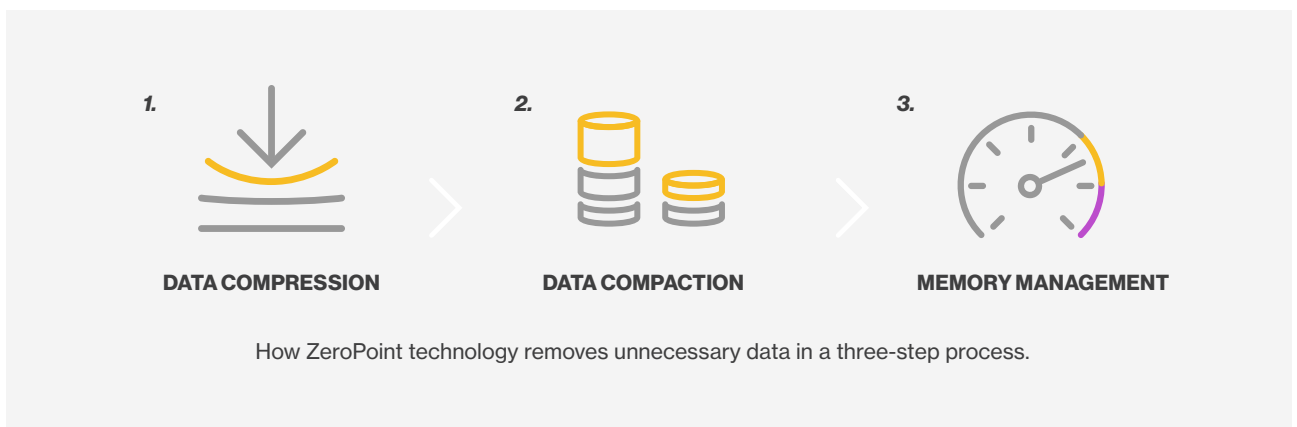 1.
2.
3.
DATA COMPRESSION
DATA COMPACTION
MEMORY MANAGEMENT
How ZeroPoint technology removes unnecessary data in a three-step process.